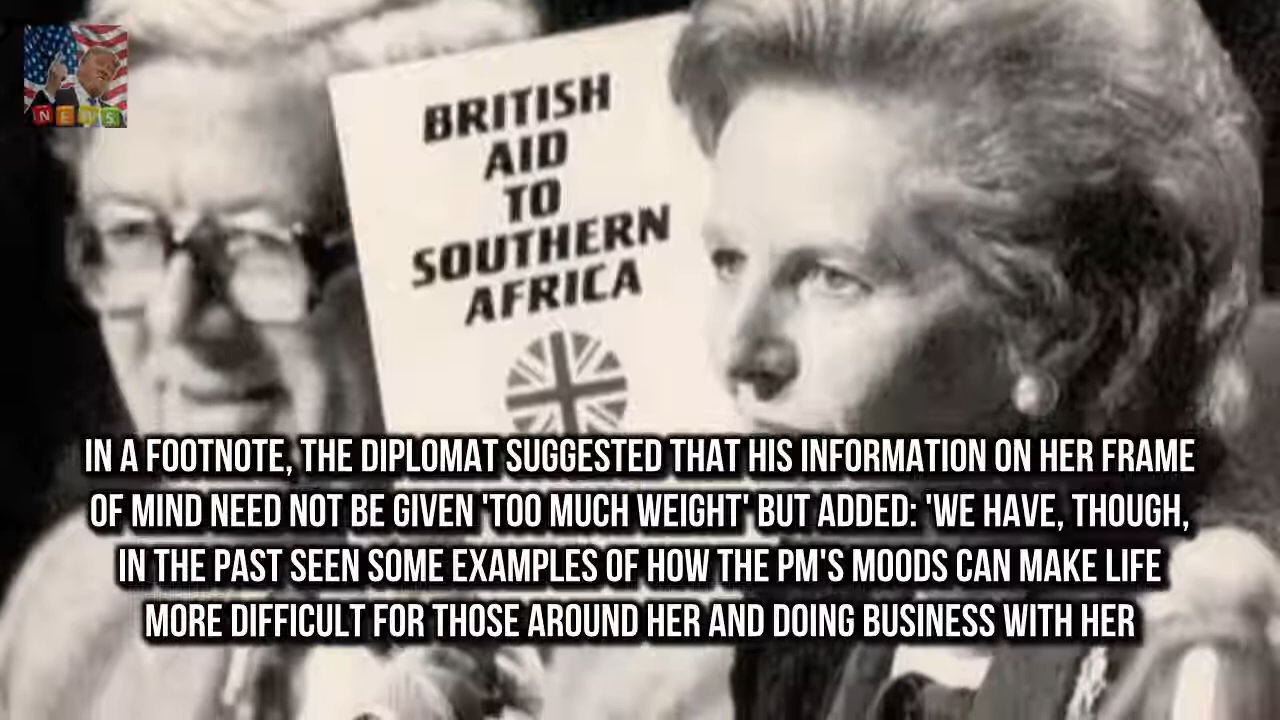 NEWS
BRITISH
AID
TO
SOUTHERN
AFRICA
IN A FOOTNOTE, THE DIPLOMAT SUGGESTED THAT HIS INFORMATION ON HER FRAME
OF MIND NEED NOT BE GIVEN 'TOO MUCH WEIGHT' BUT ADDED: 'WE HAVE, THOUGH,
IN THE PAST SEEN SOME EXAMPLES OF HOW THE PM'S MOODS CAN MAKE LIFE
MORE DIFFICULT FOR THOSE AROUND HER AND DOING BUSINESS WITH HER